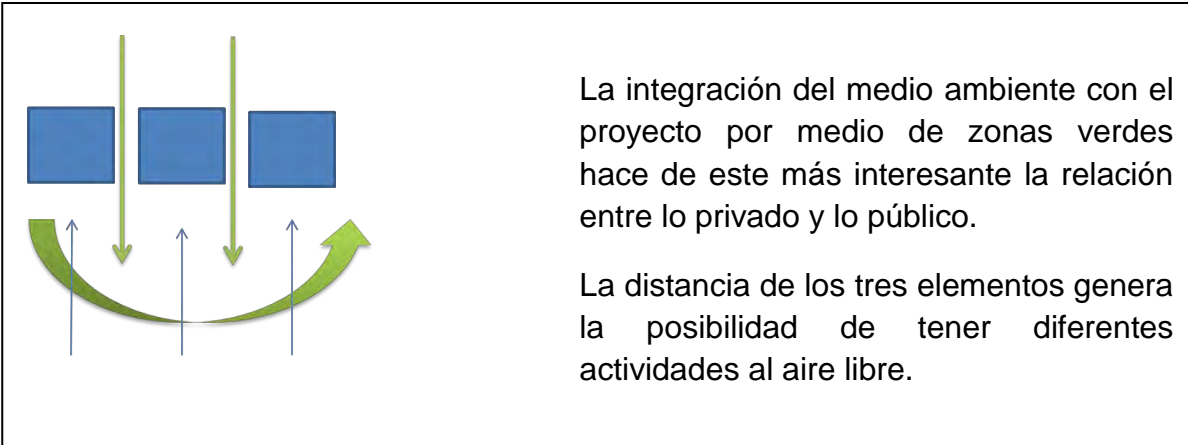 La integración del medio ambiente con el
proyecto por medio de zonas verdes
hace de este más interesante la relación
entre lo privado y lo público.
La distancia de los tres elementos genera
la posibilidad de tener diferentes
actividades al aire libre.